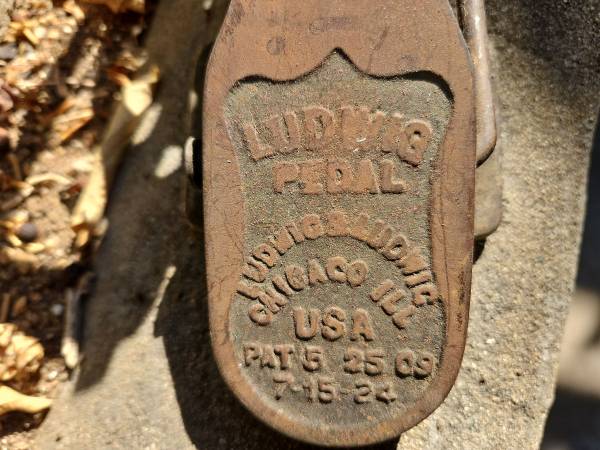 LUDWIG
PEDAL
LUDWIG & LUDWIG
CHICAGO ILL
USA
PAT 5 25 09
7-15-24